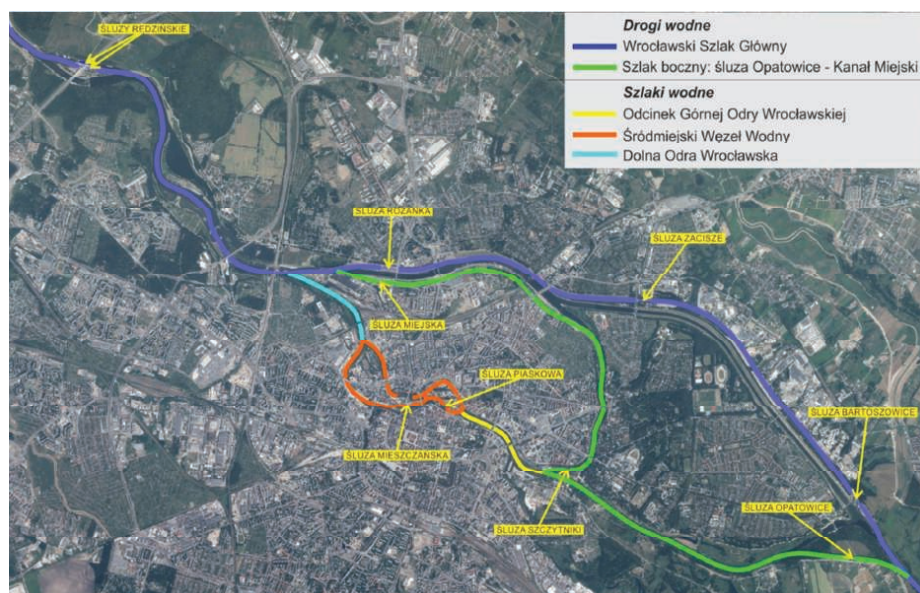 ŚLUZY RĘDZIŃSKIE
Drogi wodne
Wrocławski Szlak Główny
Szlak boczny: śluza Opatowice - Kanał Miejski
Szlaki wodne
Odcinek Górnej Odry Wrocławskiej
Śródmiejski Węzeł Wodny
Dolna Odra Wrocławska
ŚLUZA RÓŻANKA
ŚLUZA ZACISZE
ŚLUZA MIEJSKA
ŚLUZA PIASKOWA
ŚLUZA BARTOSZOWICE
ŚLUZA MIESZCZAŃSKA
ŚLUZA OPATOWICE
ŚLUZA SZCZYTNIKI